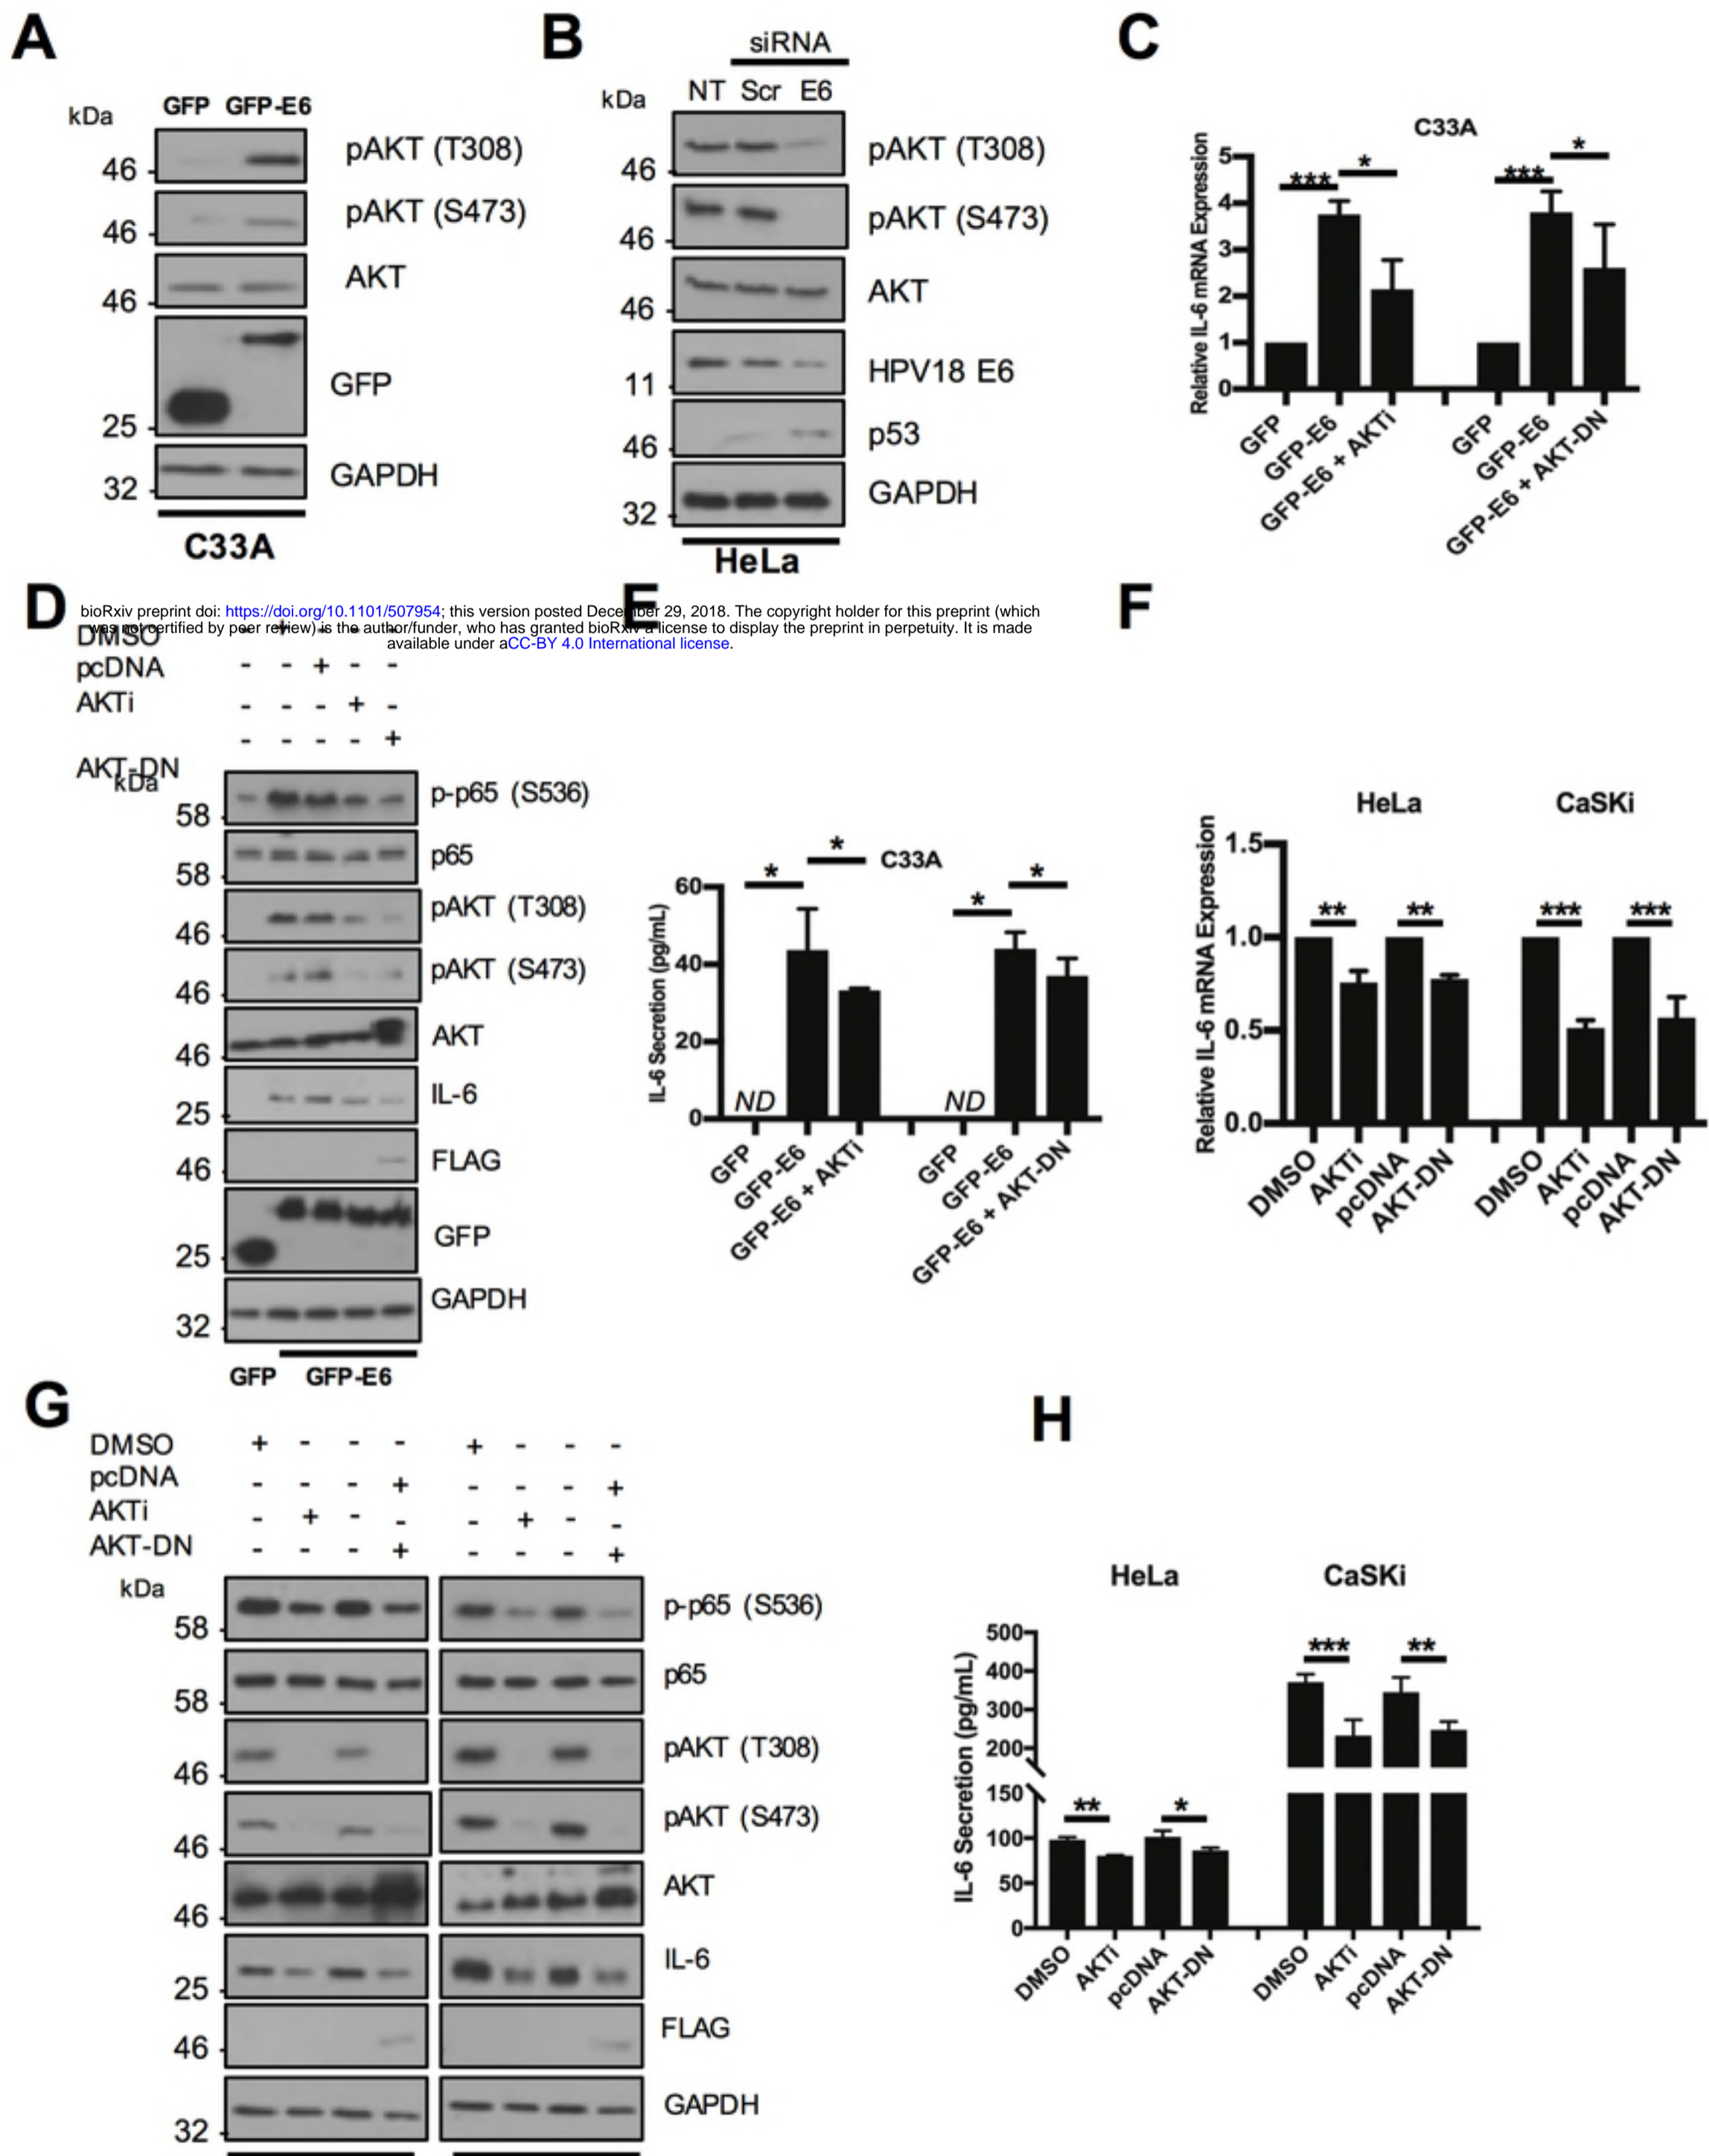 A
kDa GFP GFP-E6
46 pAKT (T308)
46 pAKT (S473)
46 AKT
GFP
25
32 GAPDH
C33A
B
siRNA
kDa NT Scr E6
46 pAKT (T308)
46 pAKT (S473)
46 AKT
11 HPV18 E6
46 p53
32 GAPDH
HeLa
C
C33A
Relative IL-6 mRNA Expression
5
4
3
2
1
0
*** * *** *
GFP
GFP-E6
GFP-E6 + AKTi
GFP
GFP-E6
GFP-E6 + AKT-DN
bioRxiv preprint doi: https://doi.org/10.1101/507954; this version posted December 29, 2018. The copyright holder for this preprint (which
was not certified by peer review) is the author/funder, who has granted bioRxiv a license to display the preprint in perpetuity. It is made
available under aCC-BY 4.0 International license.
D
DMSO - + - - -
pcDNA - - + - -
AKTi - - - + -
- - - - +
AKT-DN
kDa
58 p-p65 (S536)
58 p65
46 pAKT (T308)
46 pAKT (S473)
46 AKT
25 IL-6
46 FLAG
25 GFP
32 GAPDH
GFP GFP-E6
E
C33A
IL-6 Secretion (pg/mL)
60
40
20
0
* * * *
ND ND
GFP
GFP-E6
GFP-E6 + AKTi
GFP
GFP-E6
GFP-E6 + AKT-DN
F
HeLa CaSKi
Relative IL-6 mRNA Expression
1.5
1.0
0.5
0.0
** ** *** ***
DMSO
AKTi
pcDNA
AKT-DN
DMSO
AKTi
pcDNA
AKT-DN
G
DMSO + - - - + - - -
pcDNA - - - + - - - +
AKTi - + - - - + - -
AKT-DN - - - + - - - +
kDa
58 p-p65 (S536)
58 p65
46 pAKT (T308)
46 pAKT (S473)
46 AKT
25 IL-6
46 FLAG
32 GAPDH
H
HeLa CaSKi
IL-6 Secretion (pg/mL)
500
400
300
200
150
100
50
0
** * *** **
DMSO
AKTi
pcDNA
AKT-DN
DMSO
AKTi
pcDNA
AKT-DN